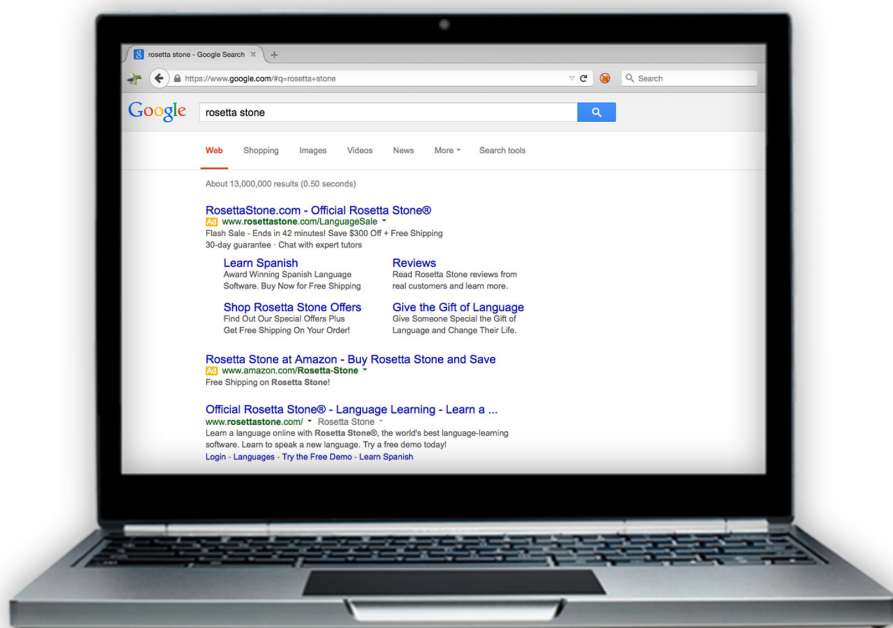 rosetta stone - Google Search
https://www.google.com/#q=rosetta+stone
Search
Google
rosetta stone
Web Shopping Images Videos News More Search tools
About 13,000,000 results (0.50 seconds)
RosettaStone.com - Official Rosetta Stone®
Ad www.rosettastone.com/LanguageSale
Flash Sale - Ends in 42 minutes! Save $300 Off + Free Shipping
30-day guarantee · Chat with expert tutors
Learn Spanish
Award Winning Spanish Language
Software. Buy Now for Free Shipping
Reviews
Read Rosetta Stone reviews from
real customers and learn more.
Shop Rosetta Stone Offers
Find Out Our Special Offers Plus
Get Free Shipping On Your Order!
Give the Gift of Language
Give Someone Special the Gift of
Language and Change Their Life.
Rosetta Stone at Amazon - Buy Rosetta Stone and Save
Ad www.amazon.com/Rosetta-Stone
Free Shipping on Rosetta Stone!
Official Rosetta Stone® - Language Learning - Learn a ...
www.rosettastone.com/ Rosetta Stone
Learn a language online with Rosetta Stone®, the world's best language-learning
software. Learn to speak a new language. Try a free demo today!
Login - Languages - Try the Free Demo - Learn Spanish